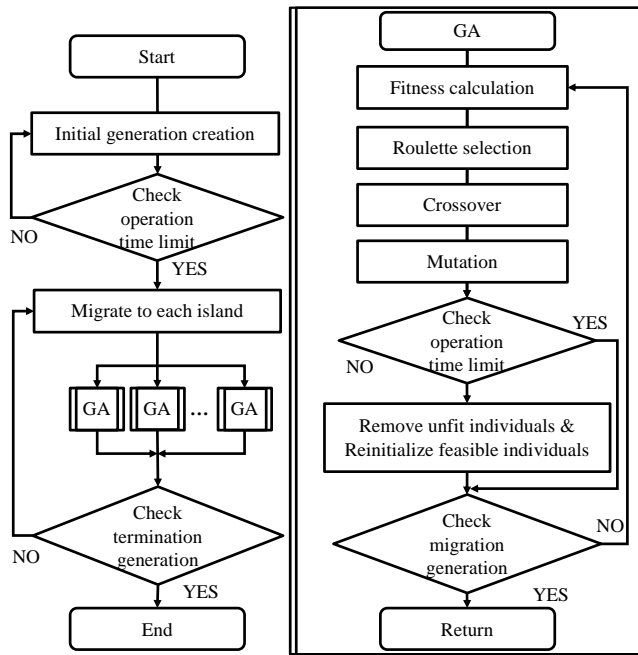 Start
Initial generation creation
Check
operation
time limit
NO
YES
Migrate to each island
GA
GA
...
GA
Check
termination
generation
NO
YES
End
GA
Fitness calculation
Roulette selection
Crossover
Mutation
Check
operation
time limit
YES
NO
Remove unfit individuals &
Reinitialize feasible individuals
Check
migration
generation
NO
YES
Return